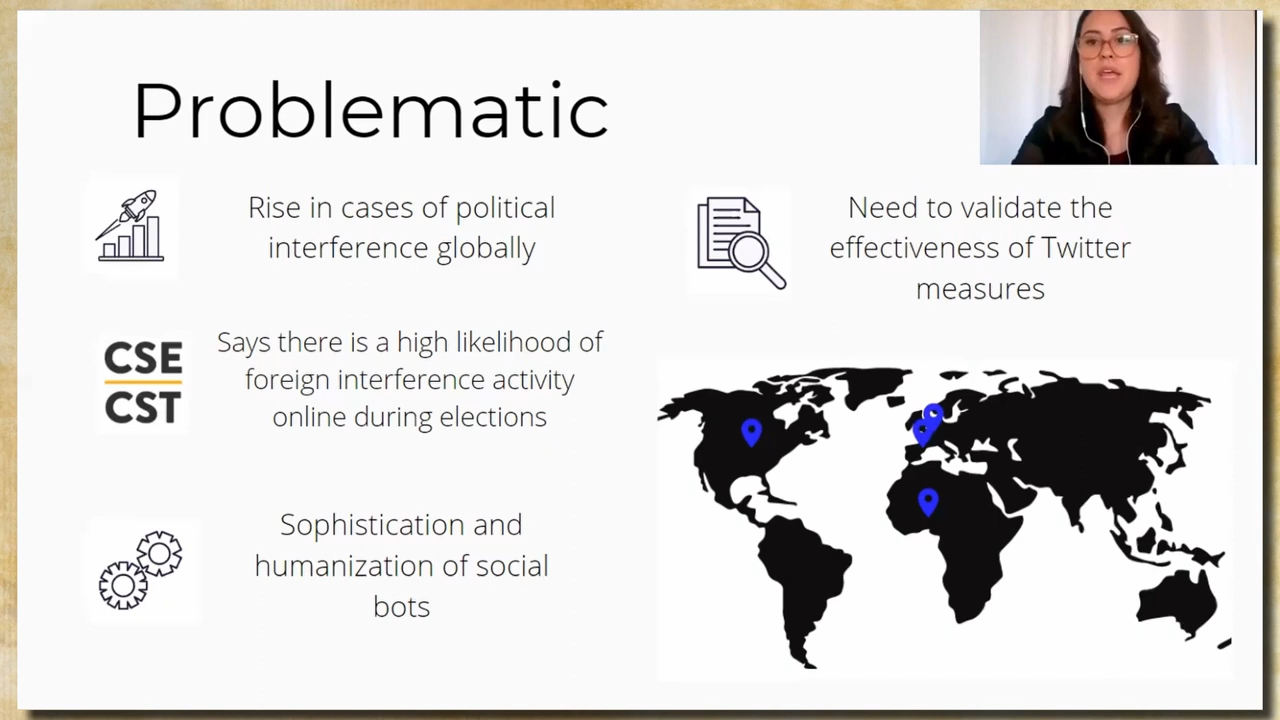 Problematic
Rise in cases of political
interference globally
CSE
CST
Says there is a high likelihood of
foreign interference activity
online during elections
Sophistication and
humanization of social
bots
Need to validate the
effectiveness of Twitter
measures